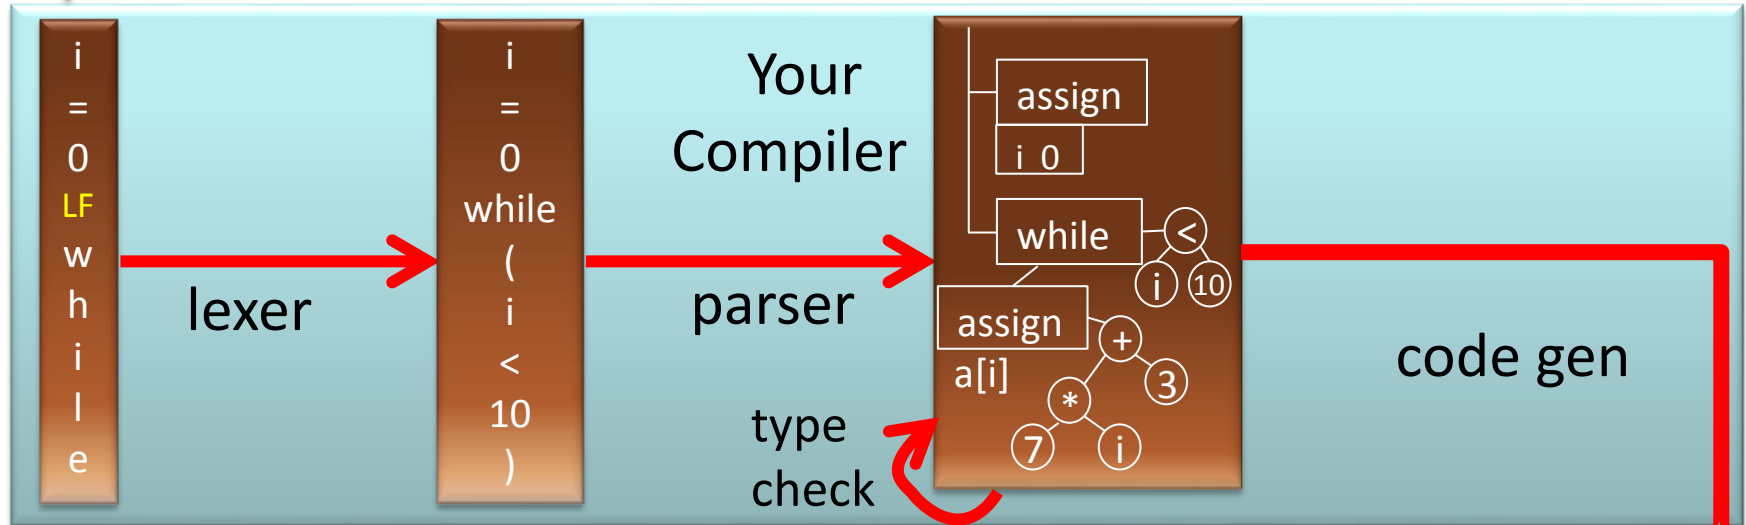 i
=
0
LF
w
h
i
l
e
lexer
i
=
0
while
(
i
<
10
)
Your
Compiler
parser
assign
i 0
while
<
i
10
assign
a[i]
+
3
*
7
i
type
check
code gen